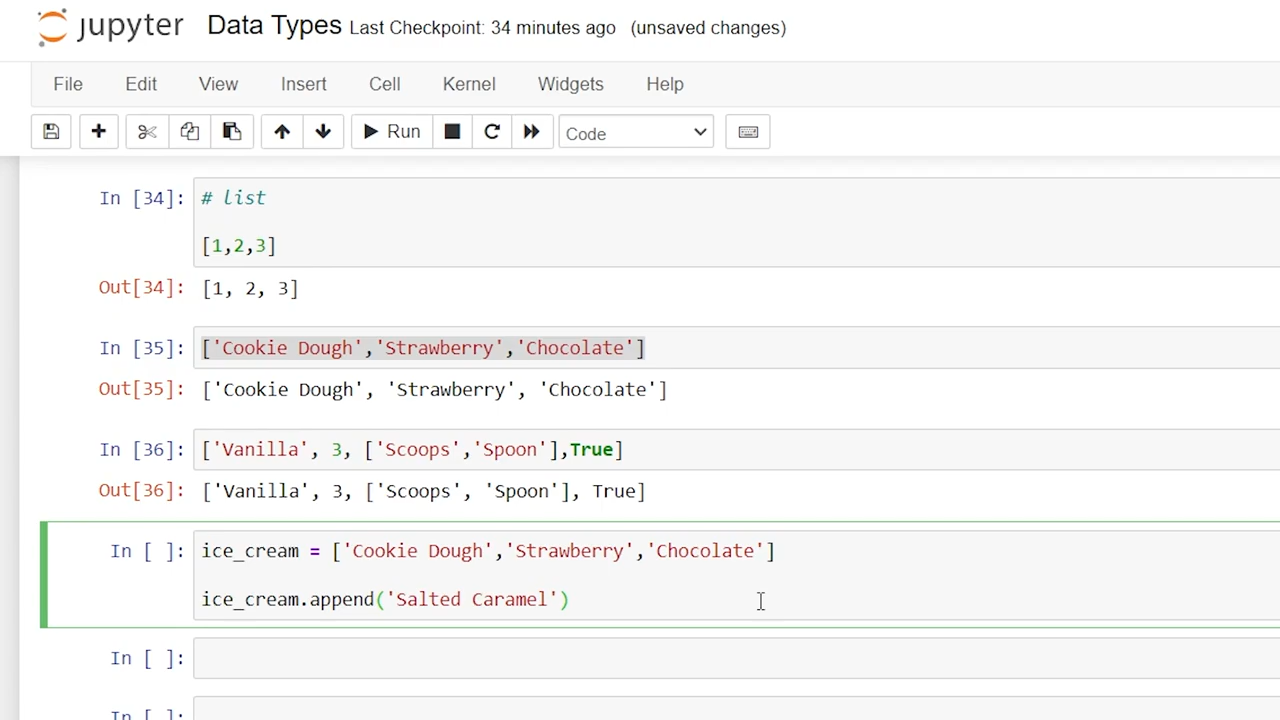 jupyter Data Types Last Checkpoint: 34 minutes ago (unsaved changes)
File Edit View Insert Cell Kernel Widgets Help
Run Code
In [34]: # list
[1,2,3]
Out[34]: [1, 2, 3]
In [35]: ['Cookie Dough','Strawberry','Chocolate']
Out[35]: ['Cookie Dough', 'Strawberry', 'Chocolate']
In [36]: ['Vanilla', 3, ['Scoops','Spoon'],True]
Out[36]: ['Vanilla', 3, ['Scoops', 'Spoon'], True]
In [ ]: ice_cream = ['Cookie Dough','Strawberry','Chocolate']
ice_cream.append('Salted Caramel')
In [ ]:
In [ ]: